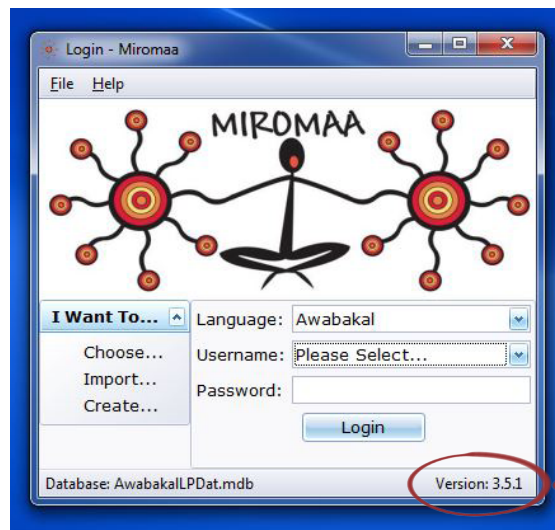 Login - Miromaa
File Help
MIROMAA
I Want To...
Choose...
Import...
Create...
Language: Awabakal
Username: Please Select...
Password:
Login
Database: AwabakalLPDat.mdb Version: 3.5.1